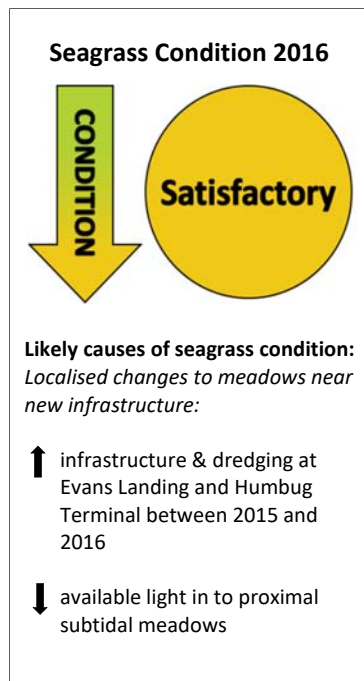 Seagrass Condition 2016
CONDITION
Satisfactory
Likely causes of seagrass condition:
Localised changes to meadows near
new infrastructure:
infrastructure & dredging at
Evans Landing and Humbug
Terminal between 2015 and
2016
available light in to proximal
subtidal meadows